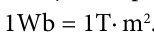 1Wb = 1T· m².